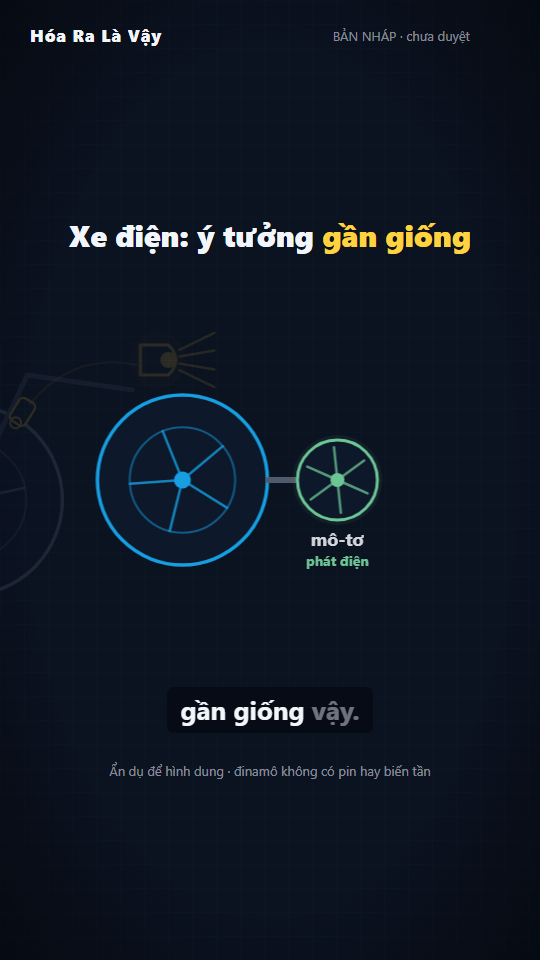 Hóa Ra Là Vậy
BẢN NHÁP · chưa duyệt
Xe điện: ý tưởng gần giống
mô-tơ
phát điện
gần giống vậy.
Ẩn dụ để hình dung · đinamô không có pin hay biến tần